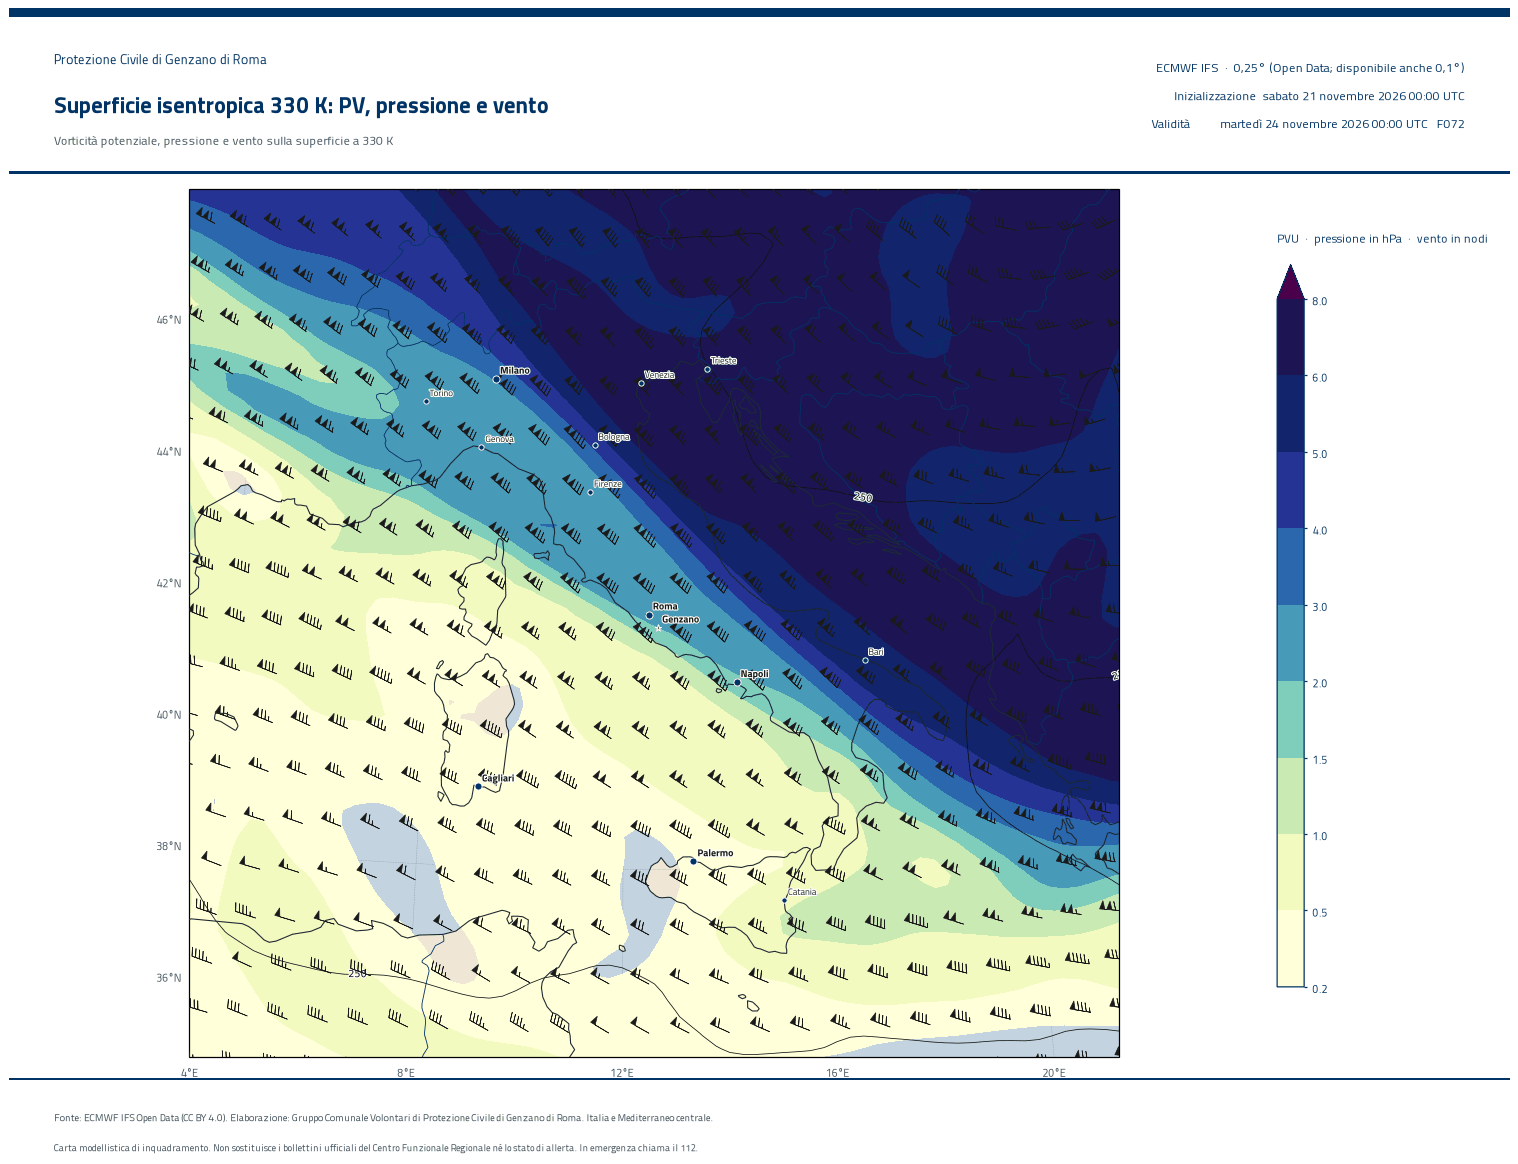 Protezione Civile di Genzano di Roma
Superficie isentropica 330 K: PV, pressione e vento
Vorticità potenziale, pressione e vento sulla superficie a 330 K
ECMWF IFS · 0,25° (Open Data; disponibile anche 0,1°)
Inizializzazione sabato 21 novembre 2026 00:00 UTC
Validità martedì 24 novembre 2026 00:00 UTC F072
PVU · pressione in hPa · vento in nodi
8.0
6.0
5.0
4.0
3.0
2.0
1.5
1.0
0.5
0.2
46°N
44°N
42°N
40°N
38°N
36°N
4°E
8°E
12°E
16°E
20°E
Trieste
Milano
Venezia
Torino
Genova
Bologna
Firenze
250
Roma
Genzano
Bari
Napoli
Cagliari
Palermo
Catania
250
Fonte: ECMWF IFS Open Data (CC BY 4.0). Elaborazione: Gruppo Comunale Volontari di Protezione Civile di Genzano di Roma. Italia e Mediterraneo centrale.
Carta modellistica di inquadramento. Non sostituisce i bollettini ufficiali del Centro Funzionale Regionale né lo stato di allerta. In emergenza chiama il 112.